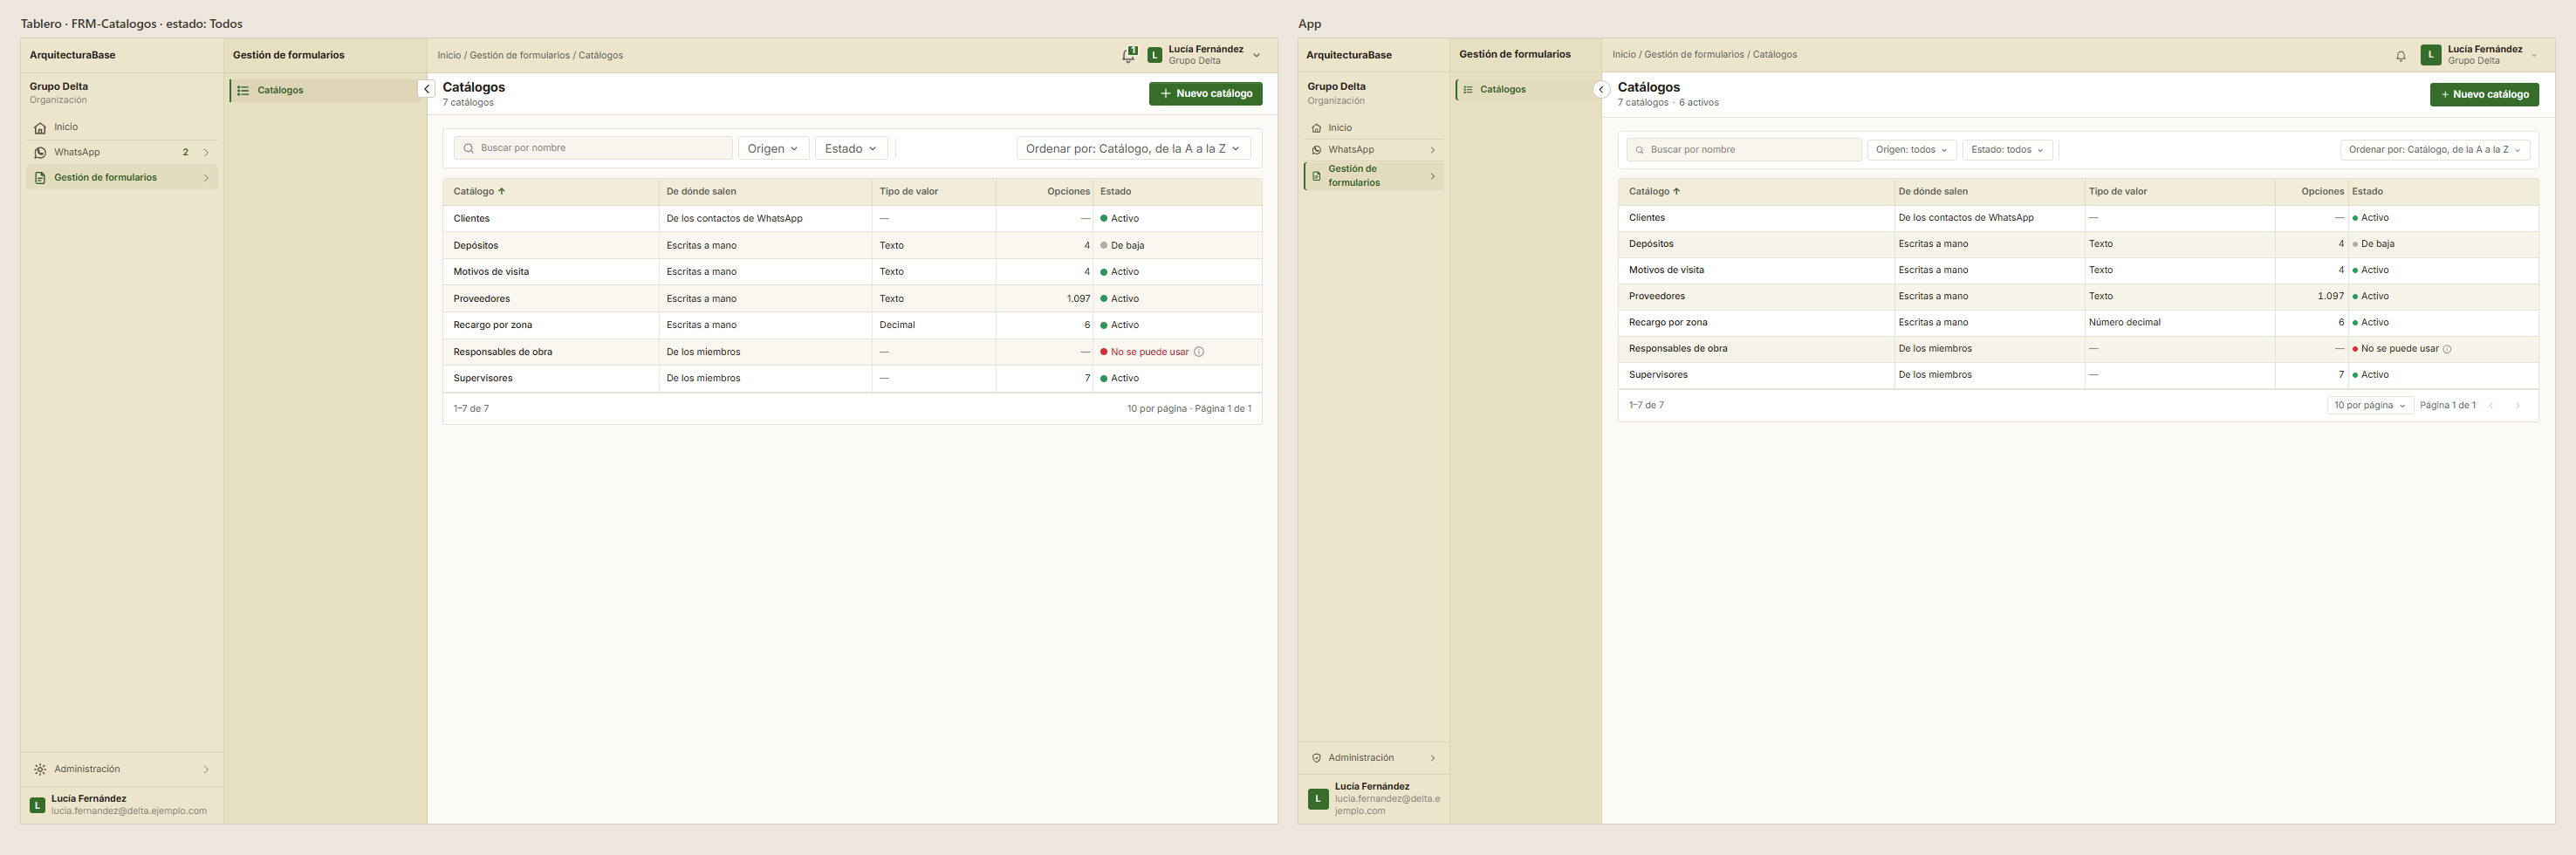 Tablero · FRM-Catalogos · estado: Todos
ArquitecturaBase
Grupo Delta
Organización
Inicio
WhatsApp 2
Gestión de formularios
Administración
L
Lucía Fernández
lucia.fernandez@delta.ejemplo.com
Gestión de formularios
Catálogos
Inicio / Gestión de formularios / Catálogos
1
L
Lucía Fernández
Grupo Delta
Catálogos
7 catálogos
+ Nuevo catálogo
Buscar por nombre
Origen
Estado
Ordenar por: Catálogo, de la A a la Z
Catálogo ↑ De dónde salen Tipo de valor Opciones Estado
Clientes De los contactos de WhatsApp — — Activo
Depósitos Escritas a mano Texto 4 De baja
Motivos de visita Escritas a mano Texto 4 Activo
Proveedores Escritas a mano Texto 1.097 Activo
Recargo por zona Escritas a mano Decimal 6 Activo
Responsables de obra De los miembros — — No se puede usar
Supervisores De los miembros — 7 Activo
1–7 de 7 10 por página · Página 1 de 1
App
ArquitecturaBase
Grupo Delta
Organización
Inicio
WhatsApp
Gestión de
formularios
Administración
L
Lucía Fernández
lucia.fernandez@delta.e
jemplo.com
Gestión de formularios
Catálogos
Inicio / Gestión de formularios / Catálogos
L
Lucía Fernández
Grupo Delta
Catálogos
7 catálogos · 6 activos
+ Nuevo catálogo
Buscar por nombre
Origen: todos
Estado: todos
Ordenar por: Catálogo, de la A a la Z
Catálogo ↑ De dónde salen Tipo de valor Opciones Estado
Clientes De los contactos de WhatsApp — — Activo
Depósitos Escritas a mano Texto 4 De baja
Motivos de visita Escritas a mano Texto 4 Activo
Proveedores Escritas a mano Texto 1.097 Activo
Recargo por zona Escritas a mano Número decimal 6 Activo
Responsables de obra De los miembros — — No se puede usar
Supervisores De los miembros — 7 Activo
1–7 de 7 10 por página Página 1 de 1